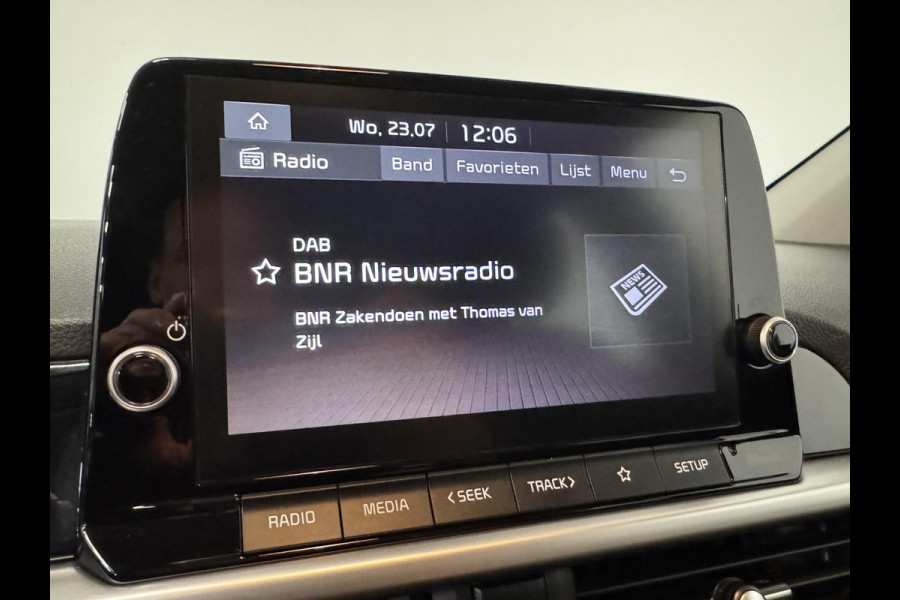 Wo, 23.07 12:06
Radio Band Favorieten Lijst Menu
DAB
BNR Nieuwsradio
BNR Zakendoen met Thomas van
Zijl
NEWS
RADIO MEDIA <SEEK TRACK> SETUP